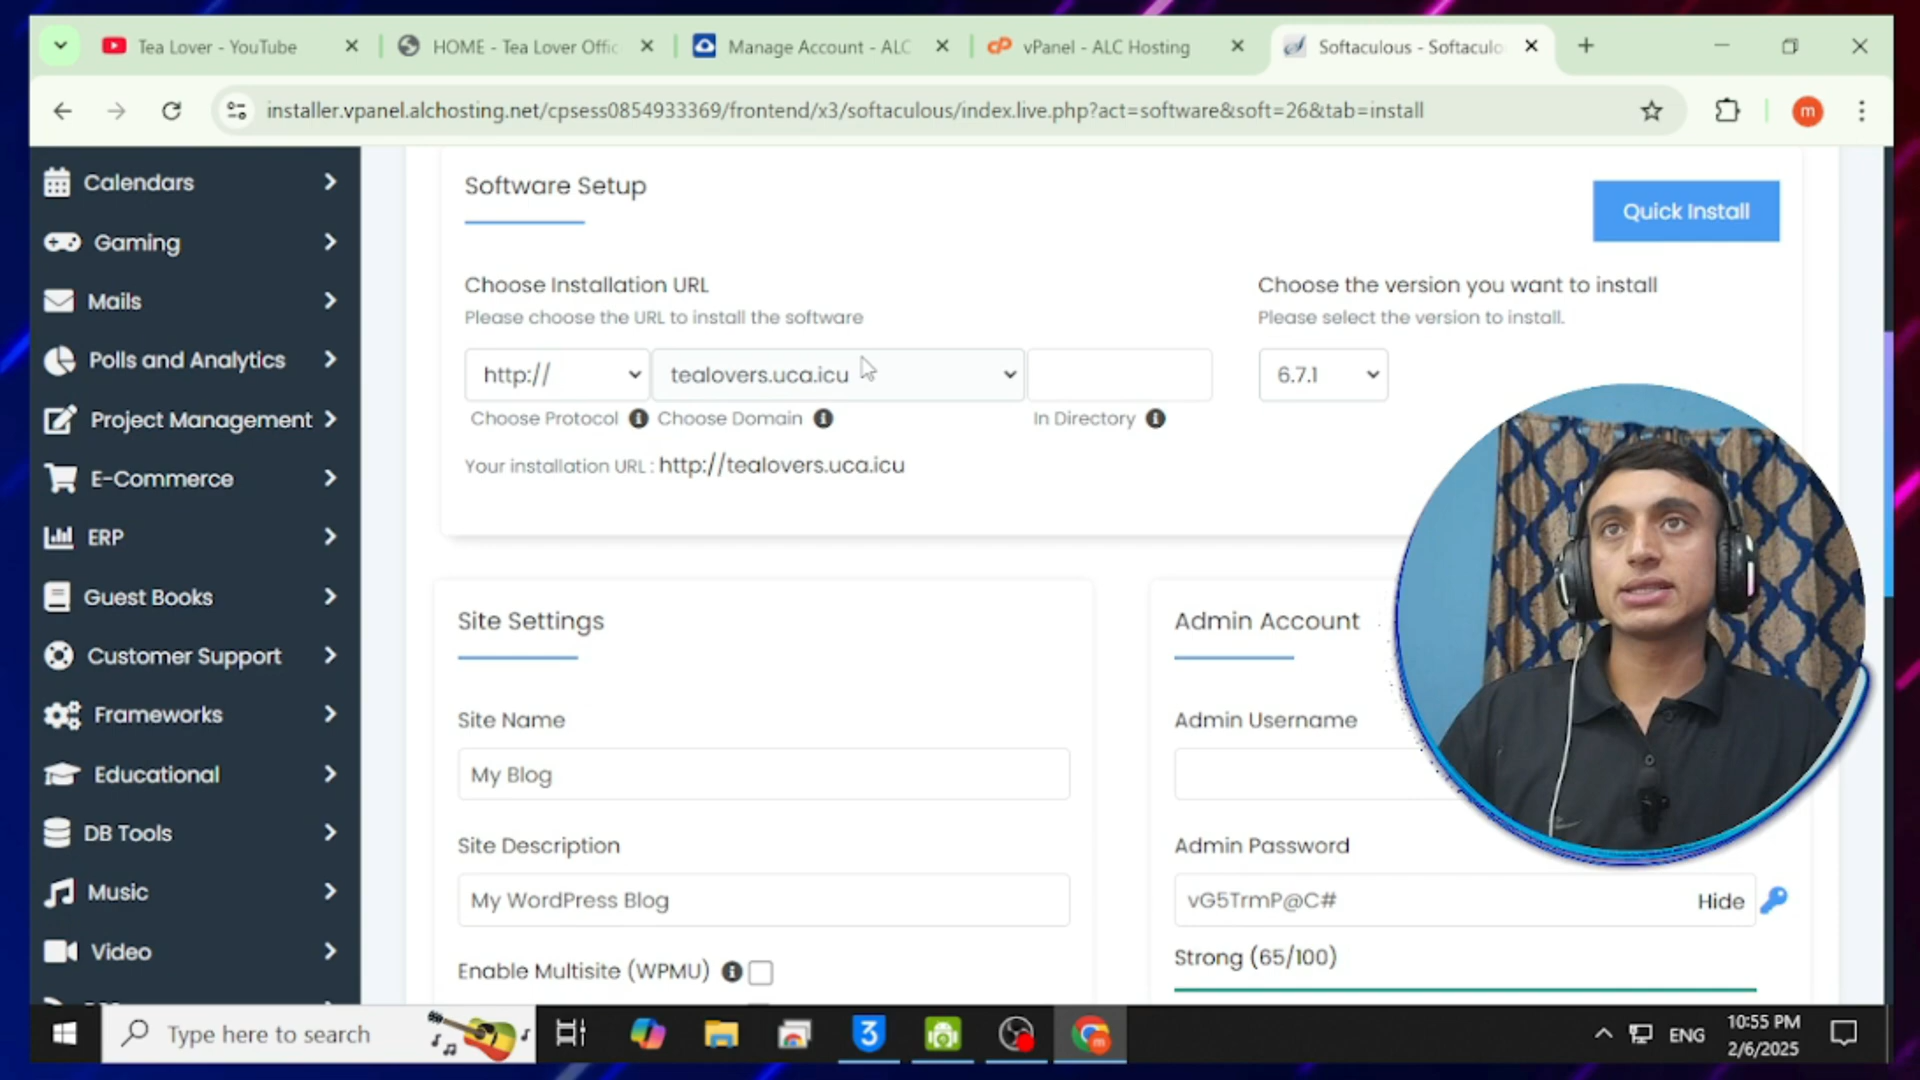 Tea Lover - YouTube
HOME - Tea Lover Offic
Manage Account - ALC
vPanel - ALC Hosting
Softaculous - Softaculo
installer.vpanel.alchosting.net/cpsess0854933369/frontend/x3/softaculous/index.live.php?act=software&soft=26&tab=install
m
Calendars
Gaming
Mails
Polls and Analytics
Project Management
E-Commerce
ERP
Guest Books
Customer Support
Frameworks
Educational
DB Tools
Music
Video
Software Setup
Quick Install
Choose Installation URL
Please choose the URL to install the software
http://
tealovers.uca.icu
Choose Protocol
Choose Domain
In Directory
Your installation URL : http://tealovers.uca.icu
Choose the version you want to install
Please select the version to install.
6.7.1
Site Settings
Site Name
My Blog
Site Description
My WordPress Blog
Enable Multisite (WPMU)
Admin Account
Admin Username
Admin Password
vG5TrmP@C#
Hide
Strong (65/100)
Type here to search
ENG
10:55 PM
2/6/2025